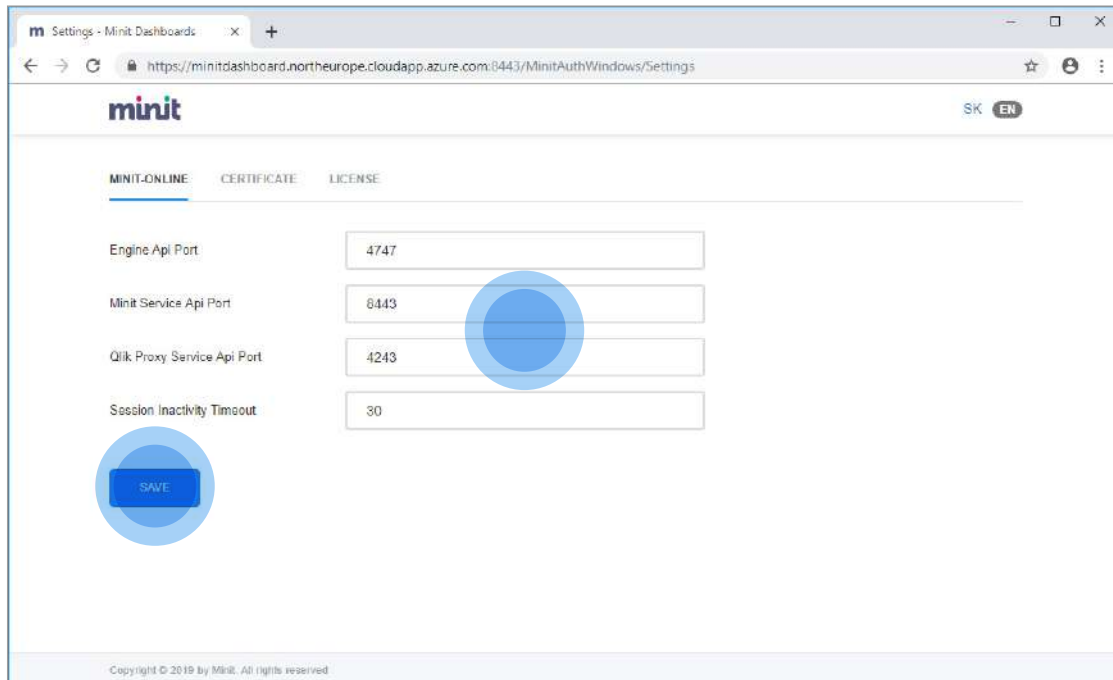 m Settings - Minit Dashboards × +
https://minitdashboard.northeurope.cloudapp.azure.com:8443/MinitAuthWindows/Settings
minit SK EN
MINIT-ONLINE CERTIFICATE LICENSE
Engine Api Port 4747
Minit Service Api Port 8443
Qlik Proxy Service Api Port 4243
Session Inactivity Timeout 30
SAVE
Copyright © 2019 by Minit. All rights reserved